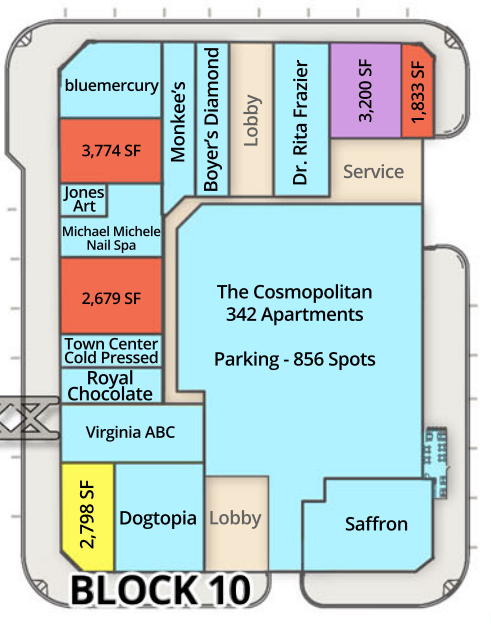 bluemercury
Monkee's
Boyer's Diamond
Lobby
Dr. Rita Frazier
3,200 SF
1,833 SF
3,774 SF
Service
Jones
Art
Michael Michele
Nail Spa
2,679 SF
The Cosmopolitan
342 Apartments
Parking - 856 Spots
Town Center
Cold Pressed
Royal
Chocolate
Virginia ABC
2,798 SF
Dogtopia
Lobby
Saffron
BLOCK 10